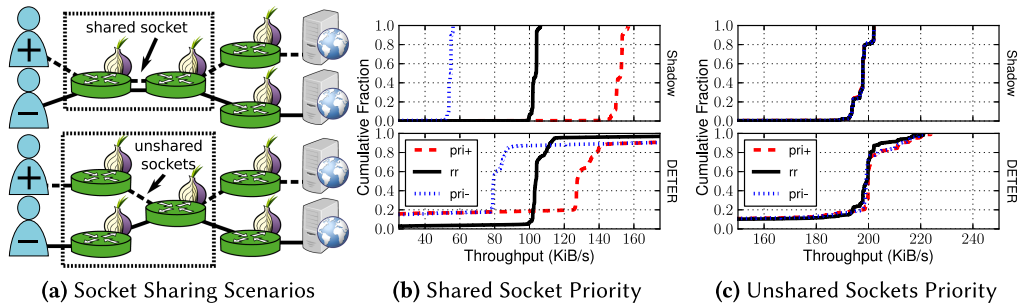 shared socket
+
−
unshared
sockets
+
−
(a) Socket Sharing Scenarios
Cumulative Fraction
1.0
0.8
0.6
0.4
0.2
0.0
Shadow
1.0
0.8
0.6
0.4
0.2
0.0
pri+
rr
pri-
DETER
40 60 80 100 120 140 160
Throughput (KiB/s)
(b) Shared Socket Priority
Cumulative Fraction
1.0
0.8
0.6
0.4
0.2
0.0
Shadow
1.0
0.8
0.6
0.4
0.2
0.0
pri+
rr
pri-
DETER
160 180 200 220 240
Throughput (KiB/s)
(c) Unshared Sockets Priority